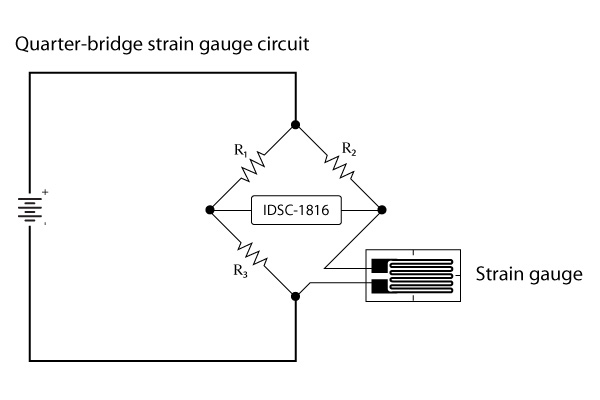 Quarter-bridge strain gauge circuit
R1
R2
+
IDSC-1816
-
R3
Strain gauge